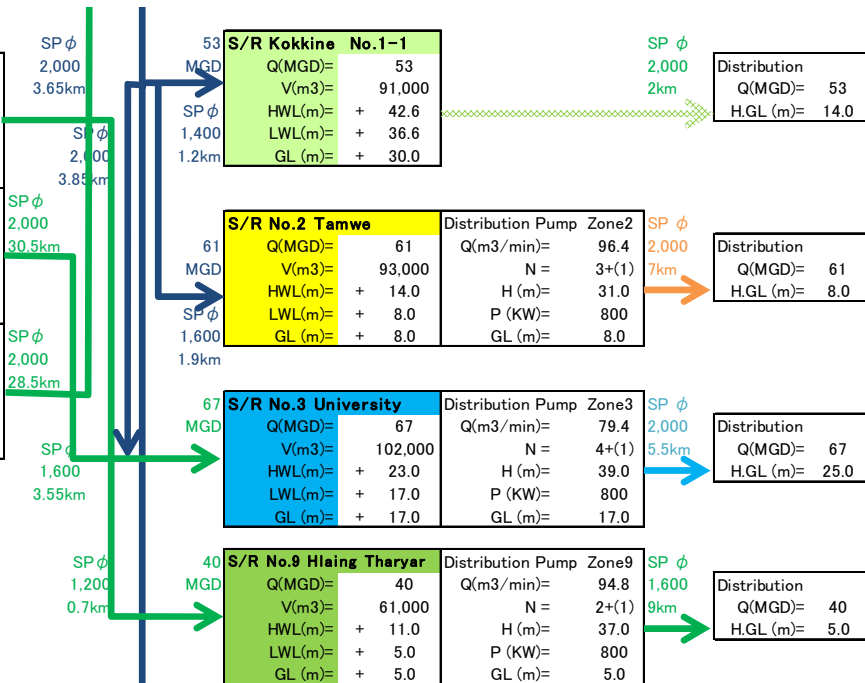 SP φ
2,000
3.65km
SP φ
2,000
3.85km
SP φ
2,000
30.5km
SP φ
2,000
28.5km
SP φ
1,600
3.55km
SP φ
1,200
0.7km
53
MGD
SP φ
1,400
1.2km
61
MGD
SP φ
1,600
1.9km
67
MGD
40
MGD
S/R Kokkine No.1-1
Q(MGD)= 53
V(m3)= 91,000
HWL(m)= + 42.6
LWL(m)= + 36.6
GL (m)= + 30.0
SP φ
2,000
2km
Distribution
Q(MGD)= 53
H.GL (m)= 14.0
S/R No.2 Tamwe
Q(MGD)= 61
V(m3)= 93,000
HWL(m)= + 14.0
LWL(m)= + 8.0
GL (m)= + 8.0
Distribution Pump Zone2
Q(m3/min)= 96.4
N = 3+(1)
H (m)= 31.0
P (KW)= 800
GL (m)= 8.0
SP φ
2,000
7km
Distribution
Q(MGD)= 61
H.GL (m)= 8.0
S/R No.3 University
Q(MGD)= 67
V(m3)= 102,000
HWL(m)= + 23.0
LWL(m)= + 17.0
GL (m)= + 17.0
Distribution Pump Zone3
Q(m3/min)= 79.4
N = 4+(1)
H (m)= 39.0
P (KW)= 800
GL (m)= 17.0
SP φ
2,000
5.5km
Distribution
Q(MGD)= 67
H.GL (m)= 25.0
S/R No.9 Hlaing Tharyar
Q(MGD)= 40
V(m3)= 61,000
HWL(m)= + 11.0
LWL(m)= + 5.0
GL (m)= + 5.0
Distribution Pump Zone9
Q(m3/min)= 94.8
N = 2+(1)
H (m)= 37.0
P (KW)= 800
GL (m)= 5.0
SP φ
1,600
9km
Distribution
Q(MGD)= 40
H.GL (m)= 5.0